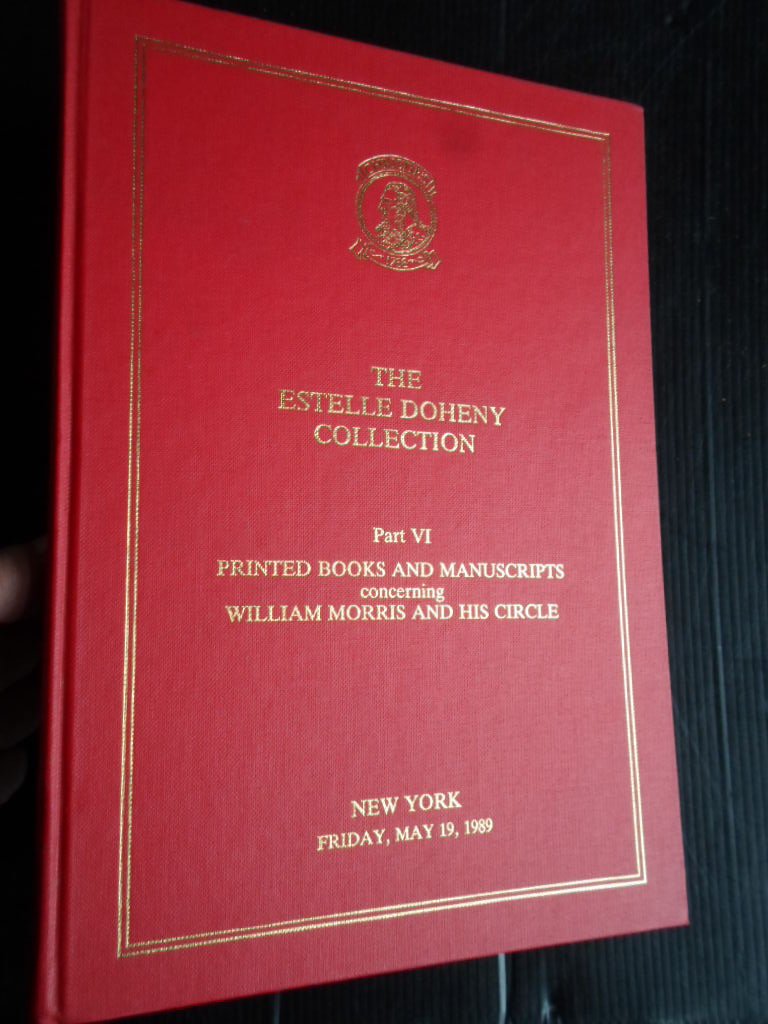 THE
ESTELLE DOHENY
COLLECTION
Part VI
PRINTED BOOKS AND MANUSCRIPTS
concerning
WILLIAM MORRIS AND HIS CIRCLE
NEW YORK
FRIDAY, MAY 19, 1989